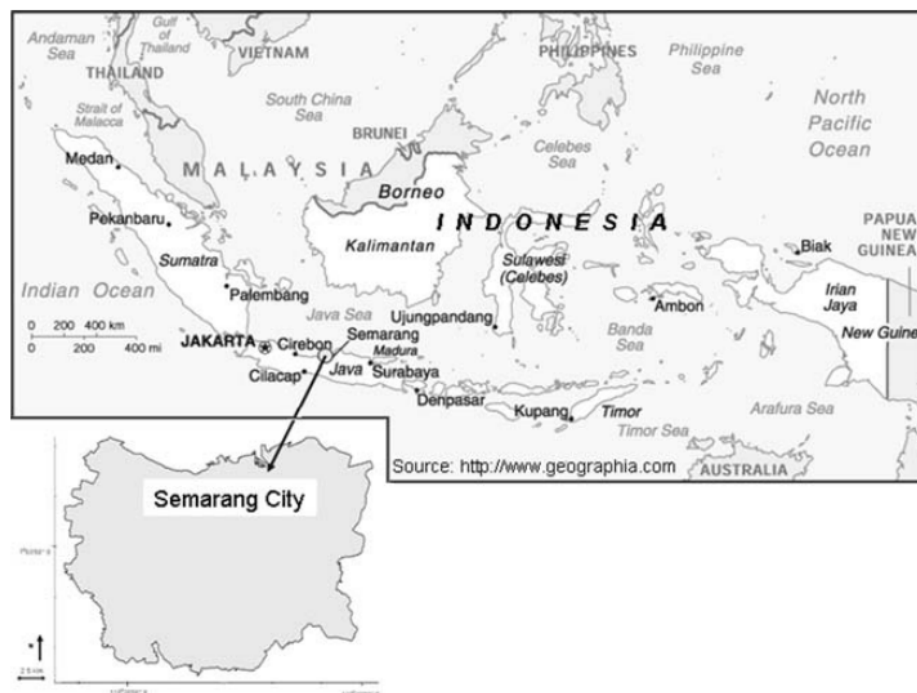 Andaman
Sea
Gulf
of
Thailand
THAILAND
VIETNAM
PHILIPPINES
Philippine
Sea
Strait of
Malacca
South China
Sea
North
Pacific
Ocean
BRUNEI
Celebes
Sea
Medan
MALAYSIA
Borneo
INDONESIA
PAPUA
NEW
GUINEA
Pekanbaru
Kalimantan
Biak
Sumatra
Sulawesi
(Celebes)
Irian
Jaya
Indian Ocean
Palembang
Ambon
Java Sea
Ujungpandang
Banda
Sea
New Guine
0 200 400 km
0 200 400 mi
JAKARTA
Cirebon
Semarang
Madura
Cilacap
Java
Surabaya
Denpasar
Kupang
Timor
Arafura Sea
Timor Sea
Source: http://www.geographia.com
AUSTRALIA
Semarang City